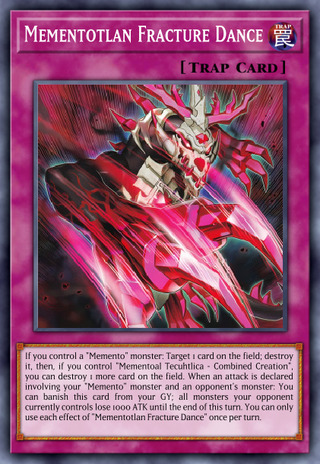 Mementotlan Fracture Dance
TRAP
罠
[Trap Card]
If you control a "Memento" monster: Target 1 card on the field; destroy
it, then, if you control "Mementoal Tecuhtlica - Combined Creation",
you can destroy 1 more card on the field. When an attack is declared
involving your "Memento" monster and an opponent's monster: You
can banish this card from your GY; all monsters your opponent
currently controls lose 1000 ATK until the end of this turn. You can only
use each effect of "Mementotlan Fracture Dance" once per turn.